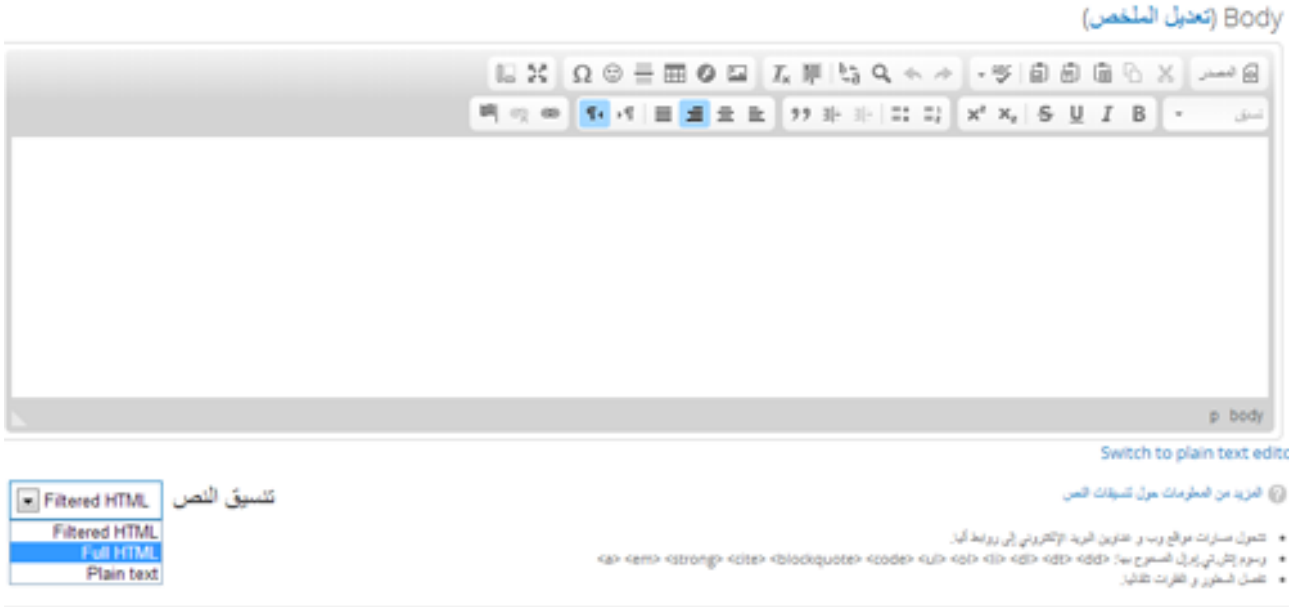 Body (تعديل الملخص)
المصدر
تنسيق
p body
Switch to plain text edito
المزيد من المعلومات حول تنسيقات النص
تنسيق النص
Filtered HTML
Filtered HTML
Full HTML
Plain text
تتحول مسارات مواقع وب و عناوين البريد الإلكتروني إلى روابط آليا.
وسوم إتش.تي.إم.إل المسموح بها: <a> <em> <strong> <cite> <blockquote> <code> <ul> <ol> <li> <dl> <dt> <dd>
تفصل السطور و الفقرات تلقائيا.